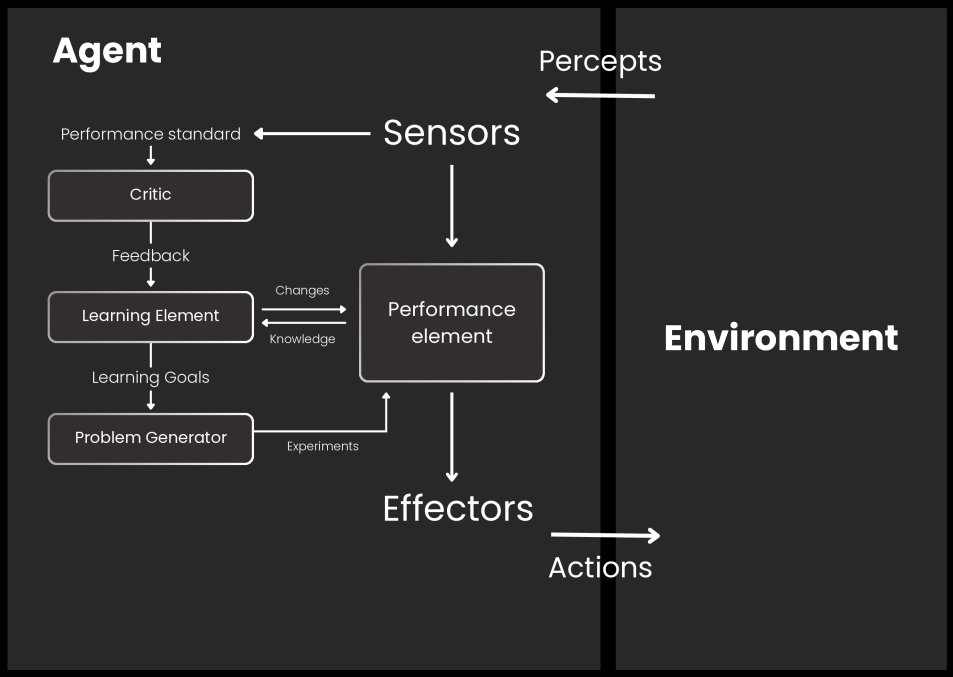 Agent
Percepts
Performance standard
Sensors
Critic
Feedback
Changes
Learning Element
Performance
element
Knowledge
Environment
Learning Goals
Problem Generator
Experiments
Effectors
Actions